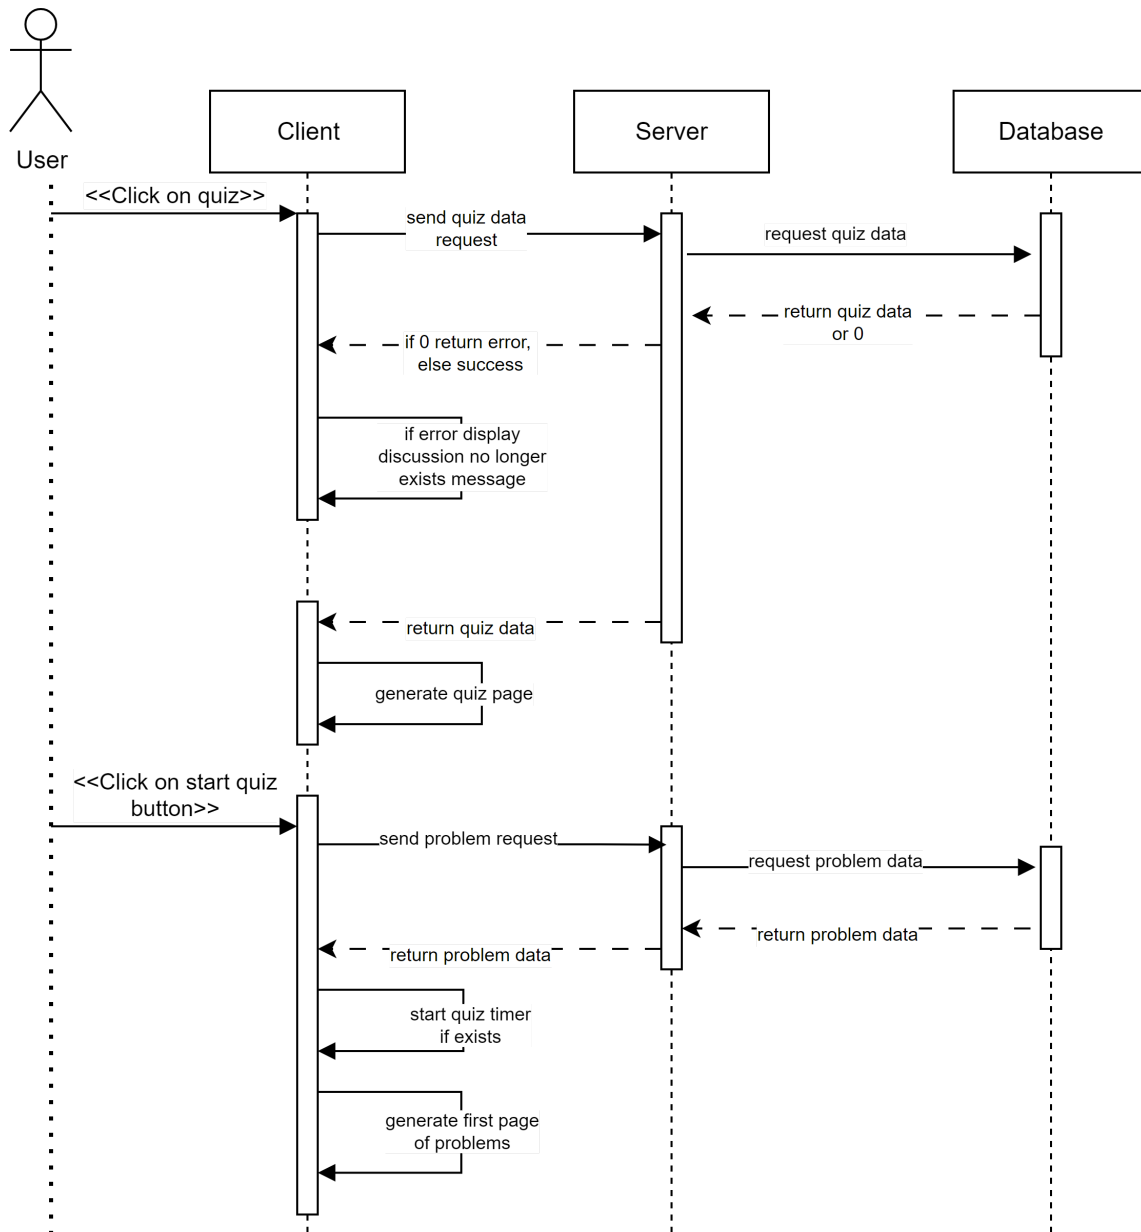 User
Client
Server
Database
<<Click on quiz>>
send quiz data
request
request quiz data
return quiz data
or 0
if 0 return error,
else success
if error display
discussion no longer
exists message
return quiz data
generate quiz page
<<Click on start quiz
button>>
send problem request
request problem data
return problem data
return problem data
start quiz timer
if exists
generate first page
of problems